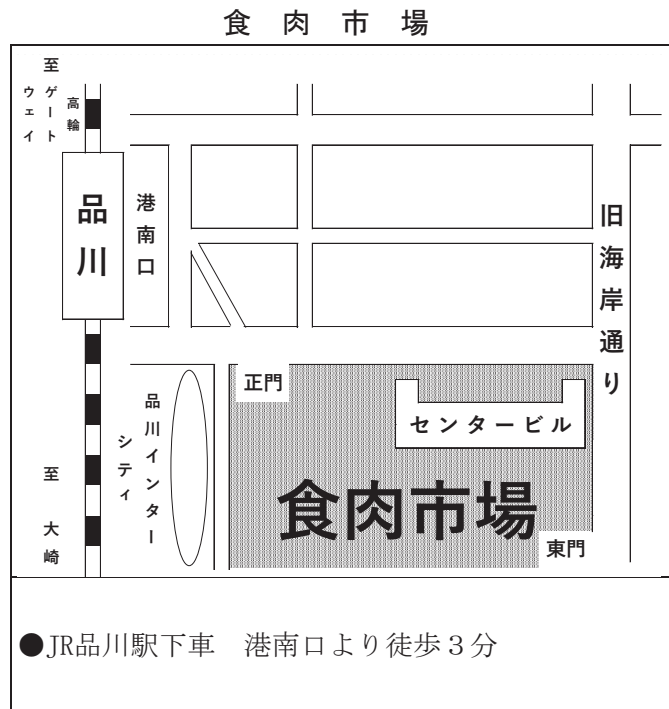 食肉市場
至
高輪
ゲート
ウェイ
品川
港南口
旧海岸通り
正門
センタービル
品川インター
シティ
食肉市場
東門
至
大崎
●JR品川駅下車　港南口より徒歩３分